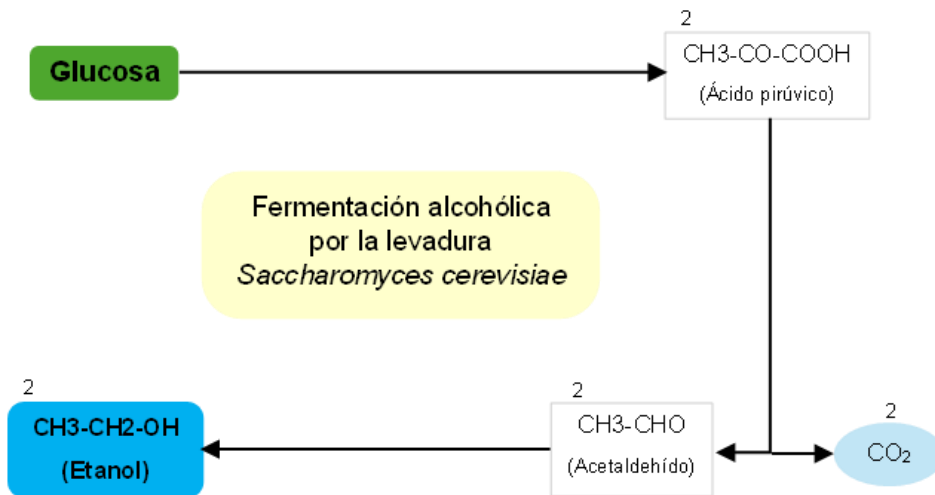 Glucosa
2
CH3-CO-COOH
(Ácido pirúvico)
Fermentación alcohólica
por la levadura
Saccharomyces cerevisiae
2
CH3-CH2-OH
(Etanol)
2
CH3-CHO
(Acetaldehído)
2
CO₂